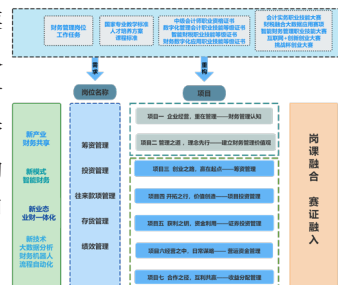 财务管理岗位
工作任务
国家专业教学标准
人才培养方案
课程标准
中级会计师职业资格证书
数字化管理会计职业技能等级证书
智能财税职业技能等级证书
财务数字化应用职业技能等级证书
会计实务职业技能大赛
财税融合大数据应用赛项
智能财务管理职业技能大赛
互联网+创新创业大赛
挑战杯创业大赛
需求
重构
岗位名称
项目
新产业
财务共享
新模式
智能财务
新业态
业财一体化
新技术
大数据分析
财务机器人
流程自动化
筹资管理
投资管理
往来款项管理
存货管理
绩效管理
项目一 企业经营，重在管理——财务管理认知
项目二 管理之道，理念先行——建立财务管理价值观
项目三 创业之路，资在起点——筹资管理
项目四 开拓之行，价值创造——项目投资管理
项目五 获利之钥，资金利用——证券投资管理
项目六 经营之中，日常谋略——营运资金管理
项目七 合作之径，互利共赢——收益分配管理
岗课融合
赛证融入